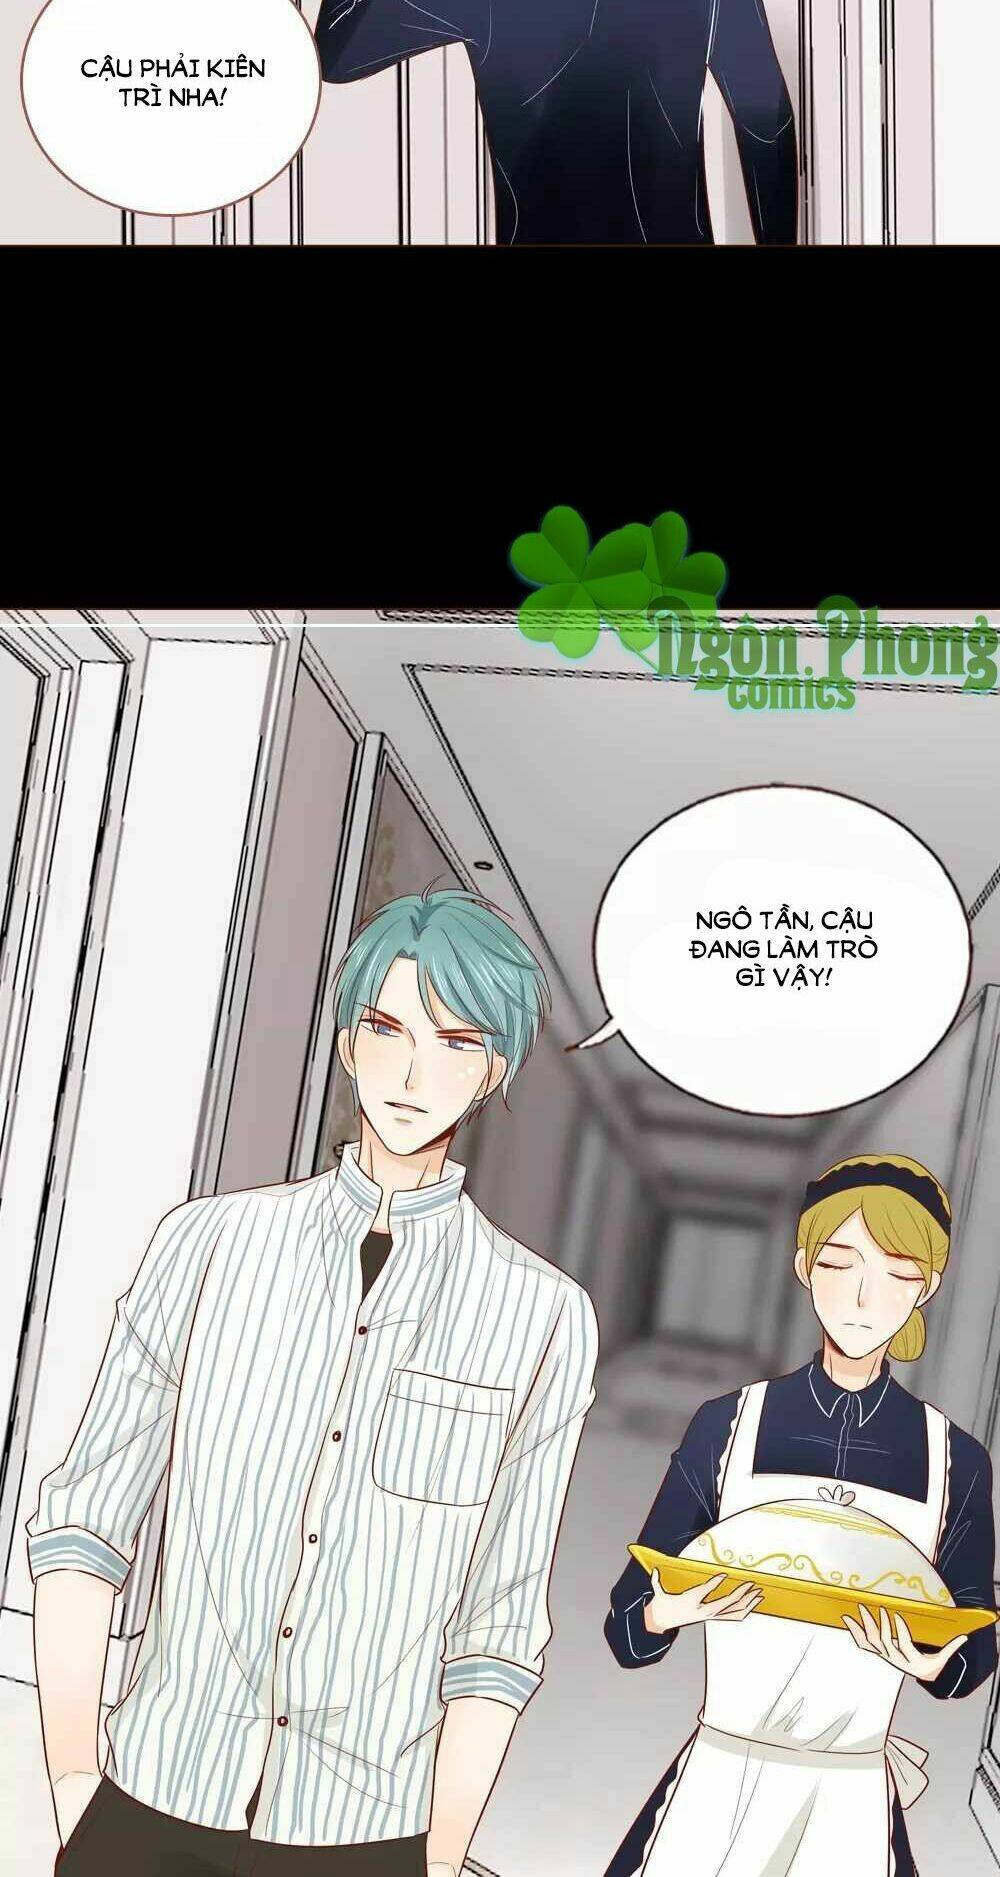 CẬU PHẢI KIÊN
TRÌ NHA!
Ngôn Phong
comics
NGÔ TẦN, CẬU
ĐANG LÀM TRÒ
GÌ VẬY!